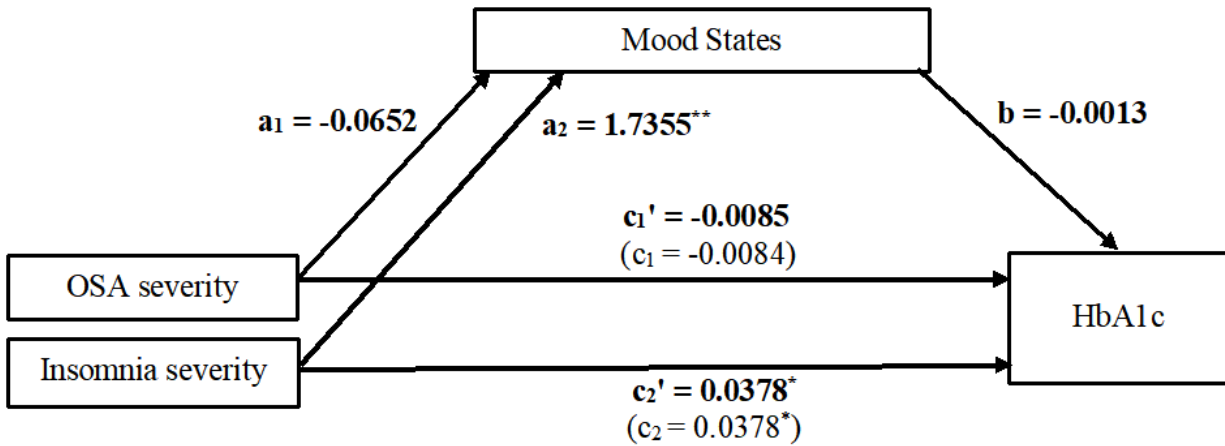 Mood States
a₁ = -0.0652
a₂ = 1.7355**
b = -0.0013
c₁' = -0.0085
(c₁ = -0.0084)
OSA severity
HbA1c
Insomnia severity
c₂' = 0.0378*
(c₂ = 0.0378*)